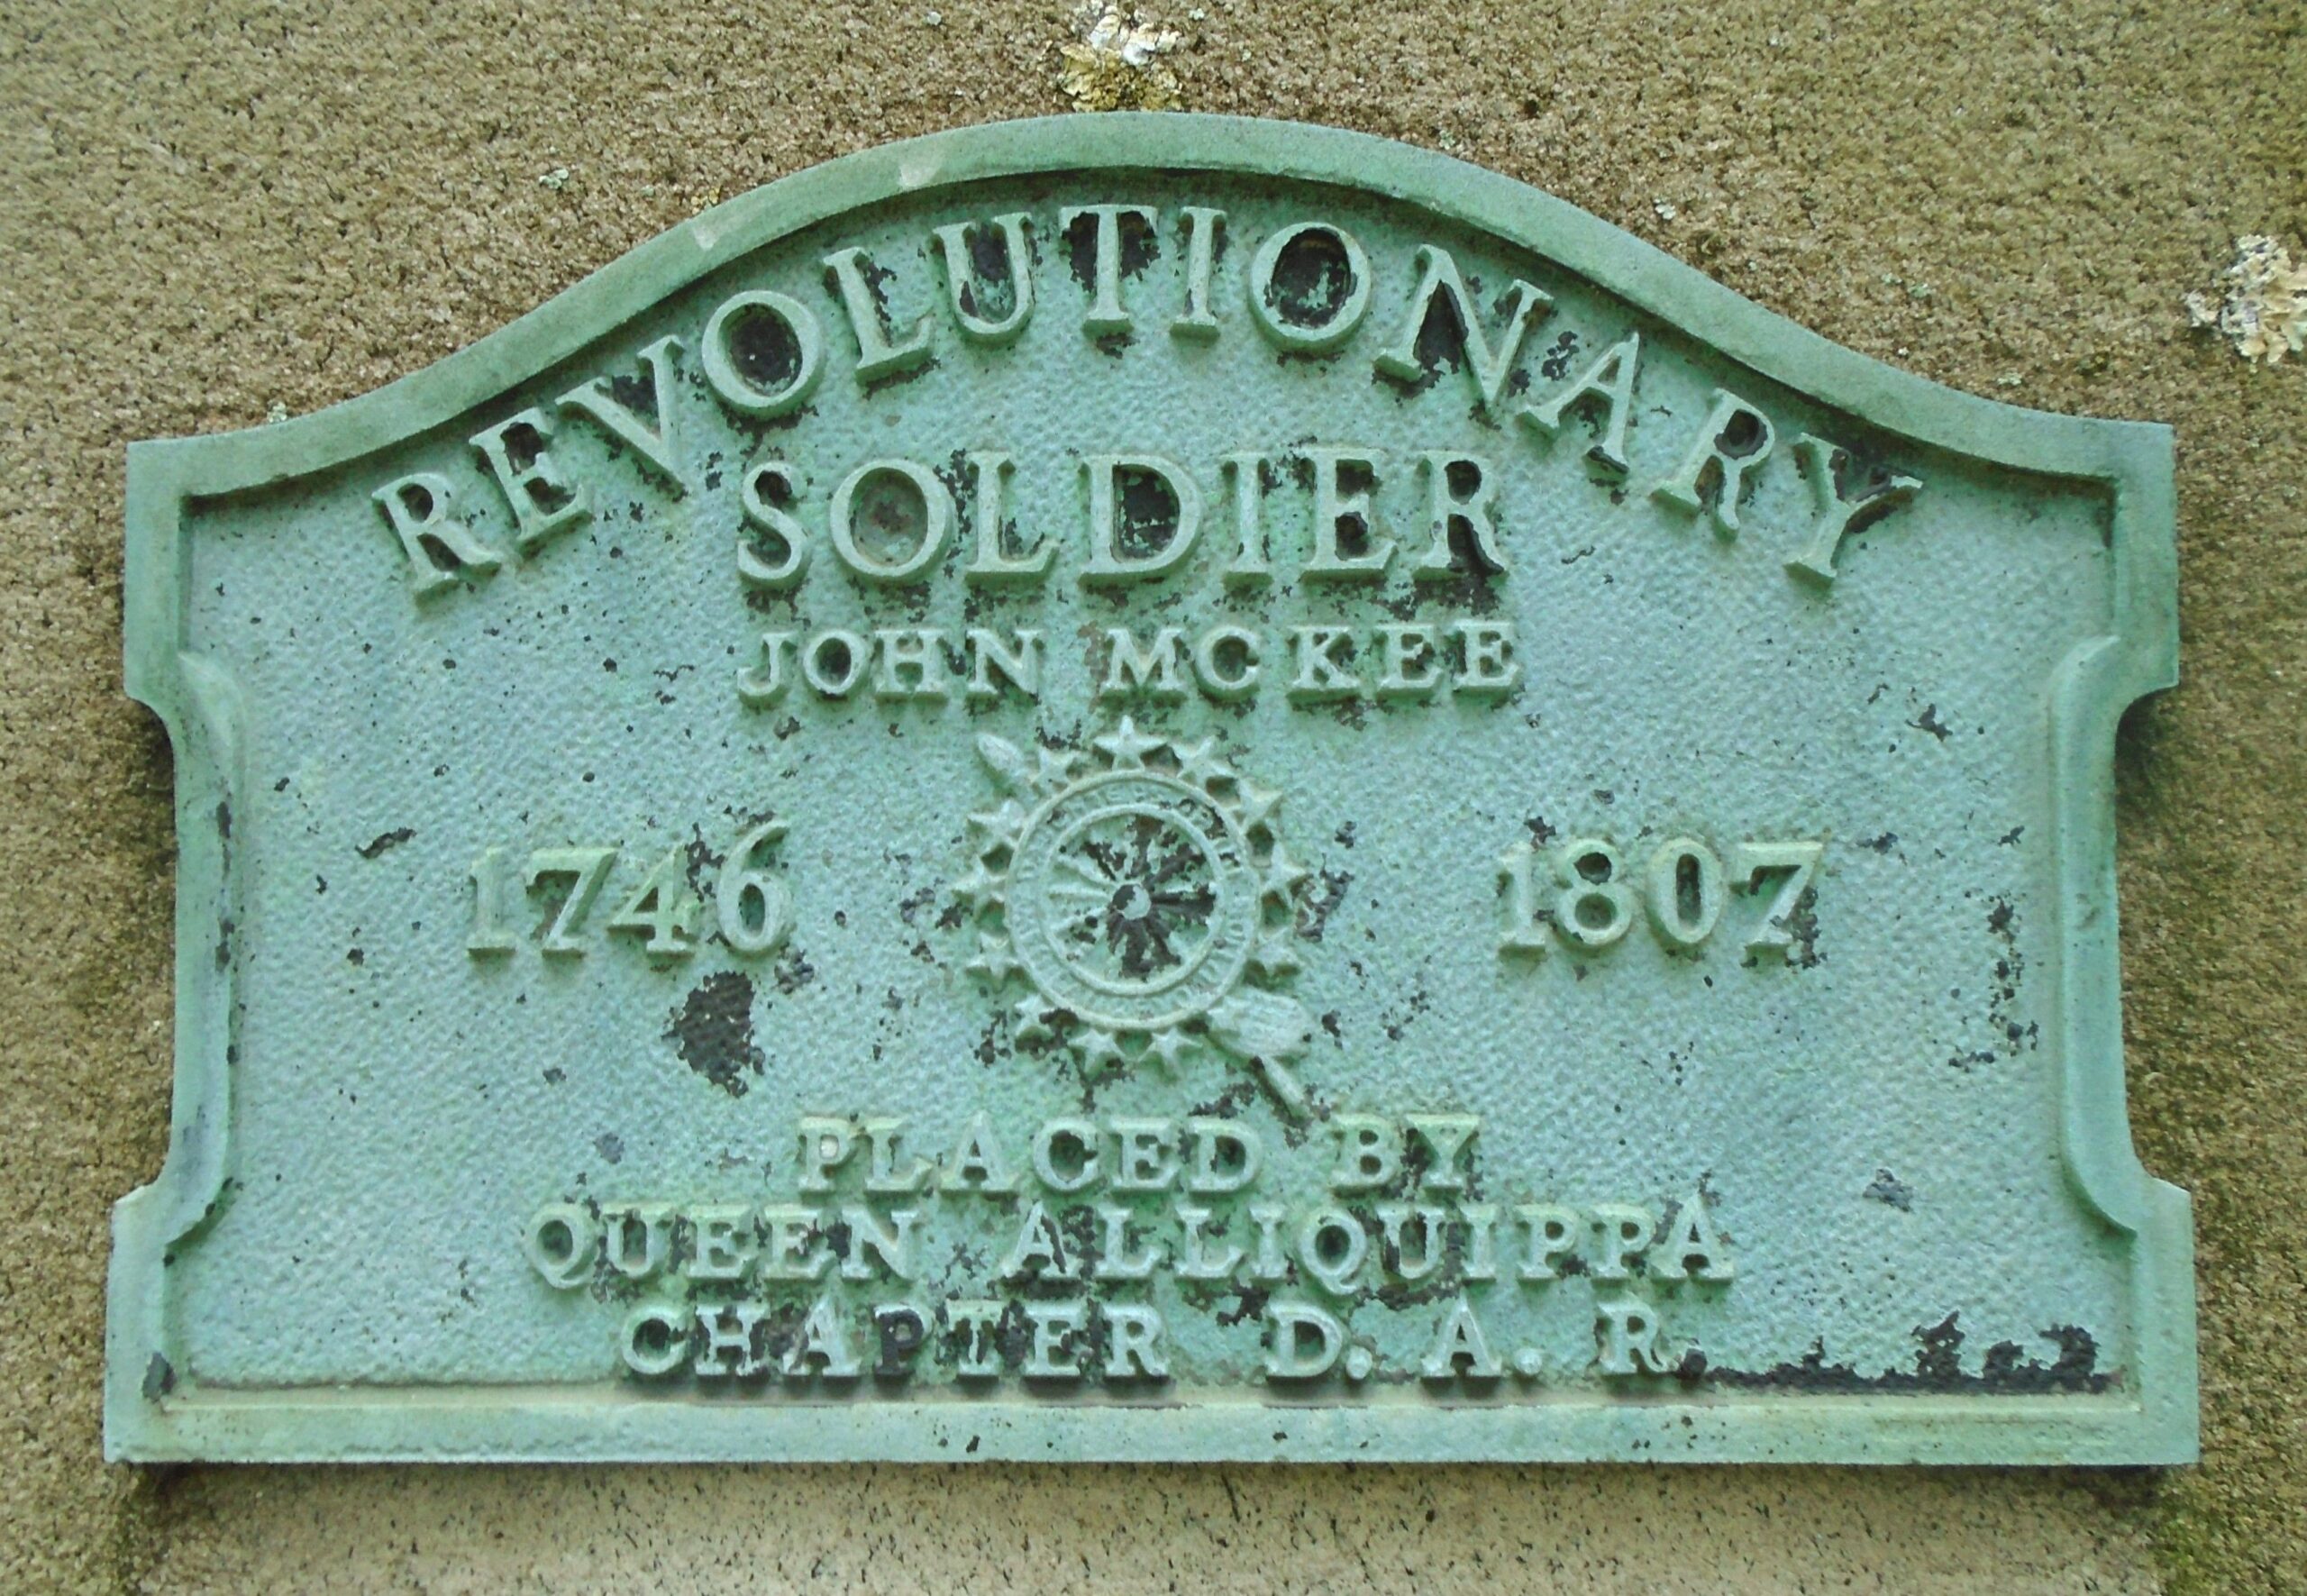 REVOLUTIONARY
SOLDIER
JOHN MCKEE
1746 1807
PLACED BY
QUEEN ALLIQUIPPA
CHAPTER D. A. R.